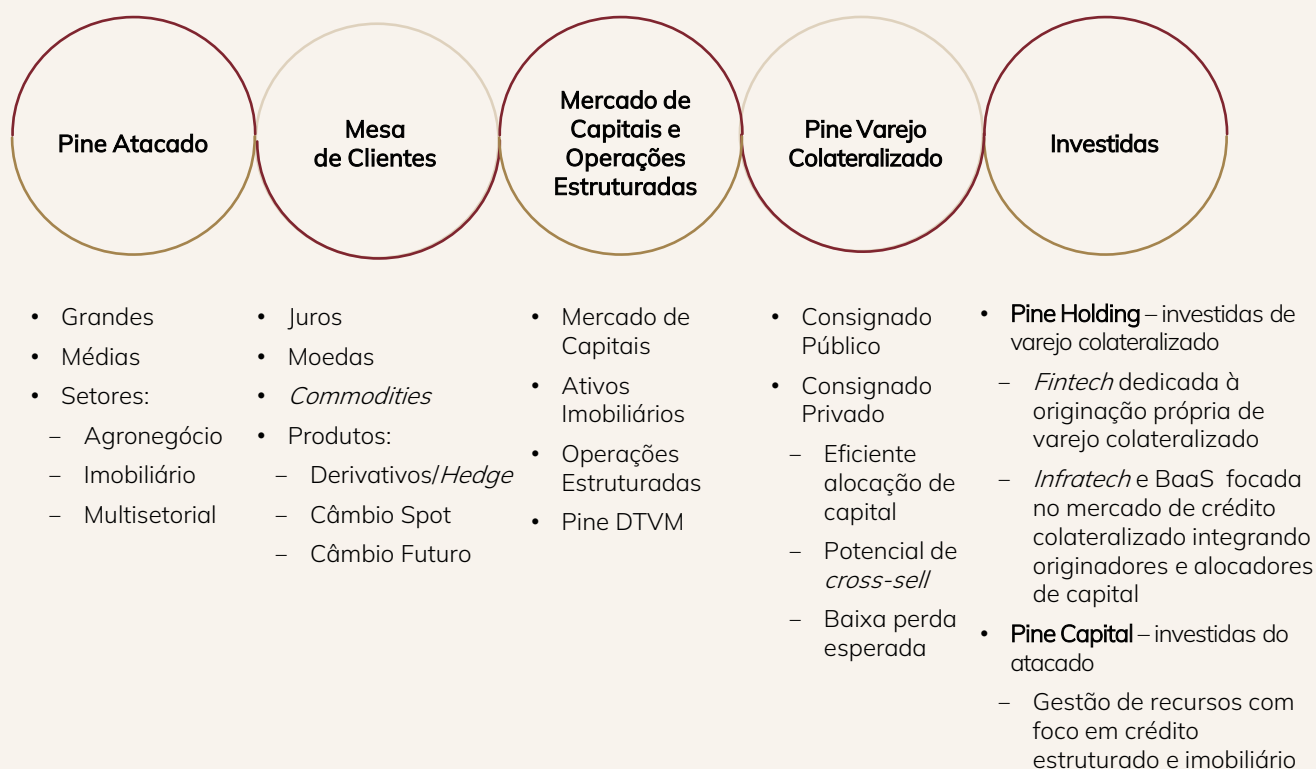 Pine Atacado
Mesa
de Clientes
Mercado de
Capitais e
Operações
Estruturadas
Pine Varejo
Colateralizado
Investidas
• Grandes
• Médias
• Setores:
– Agronegócio
– Imobiliário
– Multisetorial
• Juros
• Moedas
• Commodities
• Produtos:
– Derivativos/Hedge
– Câmbio Spot
– Câmbio Futuro
• Mercado de
Capitais
• Ativos
Imobiliários
• Operações
Estruturadas
• Pine DTVM
• Consignado
Público
• Consignado
Privado
– Eficiente
alocação de
capital
– Potencial de
cross-sell
– Baixa perda
esperada
• Pine Holding – investidas de
varejo colateralizado
– Fintech dedicada à
originação própria de
varejo colateralizado
– Infratech e BaaS focada
no mercado de crédito
colateralizado integrando
originadores e alocadores
de capital
• Pine Capital – investidas do
atacado
– Gestão de recursos com
foco em crédito
estruturado e imobiliário